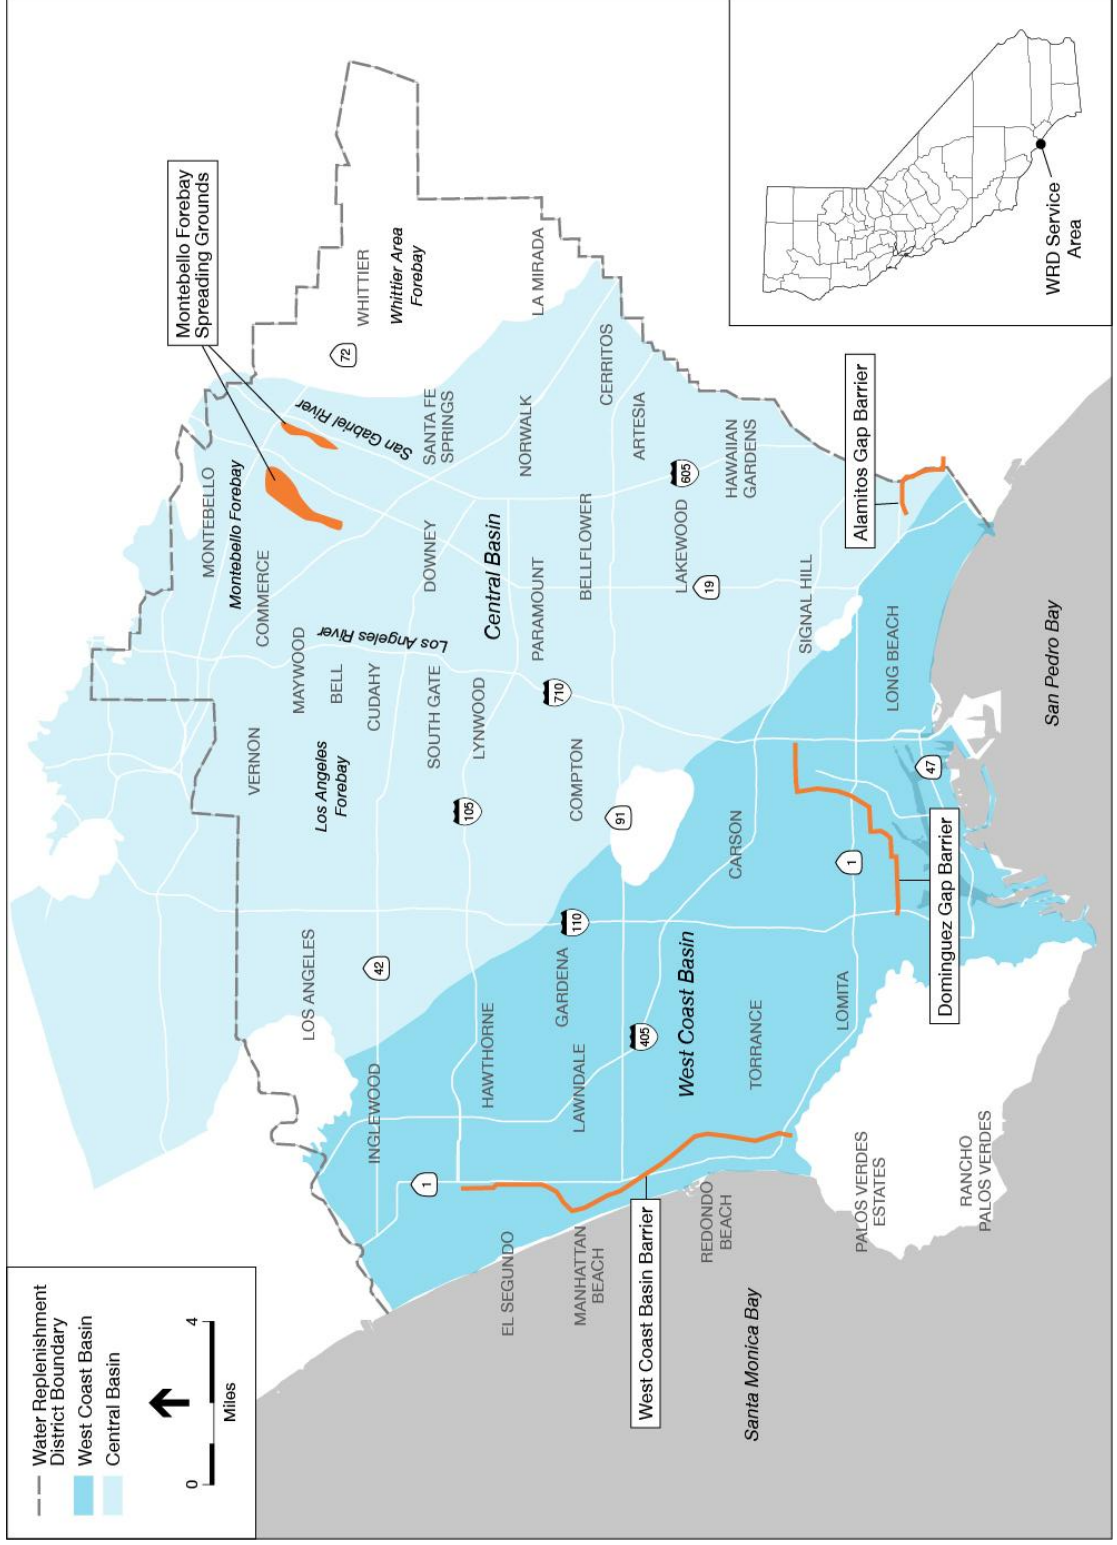 Water Replenishment
District Boundary
West Coast Basin
Central Basin
0
4
Miles
Montebello Forebay
Spreading Grounds
MONTEBELLO
Montebello Forebay
San Gabriel River
72
WHITTIER
Whittier Area
Forebay
COMMERCE
VERNON
MAYWOOD
BELL
CUDAHY
Los Angeles River
Los Angeles
Forebay
LOS ANGELES
42
SOUTH GATE
DOWNEY
SANTA FE
SPRINGS
LA MIRADA
INGLEWOOD
1
105
LYNWOOD
Central Basin
NORWALK
HAWTHORNE
EL SEGUNDO
PARAMOUNT
710
BELLFLOWER
CERRITOS
ARTESIA
COMPTON
91
GARDENA
110
LAWNDALE
MANHATTAN
BEACH
405
West Coast Basin Barrier
West Coast Basin
LAKEWOOD
605
19
HAWAIIAN
GARDENS
REDONDO
BEACH
TORRANCE
CARSON
SIGNAL HILL
Santa Monica Bay
LOMITA
1
LONG BEACH
Alamitos Gap Barrier
PALOS VERDES
ESTATES
47
Dominguez Gap Barrier
RANCHO
PALOS VERDES
San Pedro Bay
WRD Service
Area